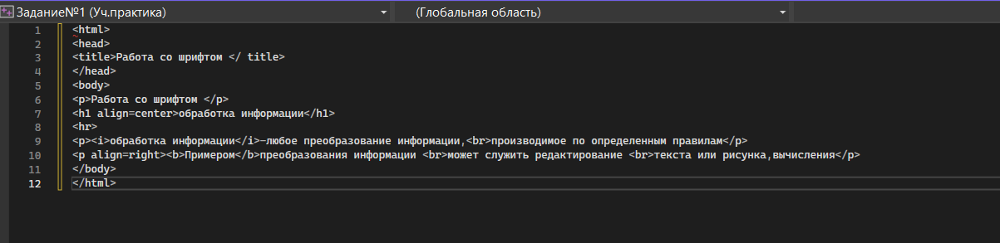 Задание№1 (Уч.практика) (Глобальная область)
1 <html>
2 <head>
3 <title>Работа со шрифтом </ title>
4 </head>
5 <body>
6 <p>Работа со шрифтом </p>
7 <h1 align=center>обработка информации</h1>
8 <hr>
9 <p><i>обработка информации</i>-любое преобразование информации,<br>производимое по определенным правилам</p>
10 <p align=right><b>Примером</b>преобразования информации <br>может служить редактирование <br>текста или рисунка,вычисления</p>
11 </body>
12 </html>